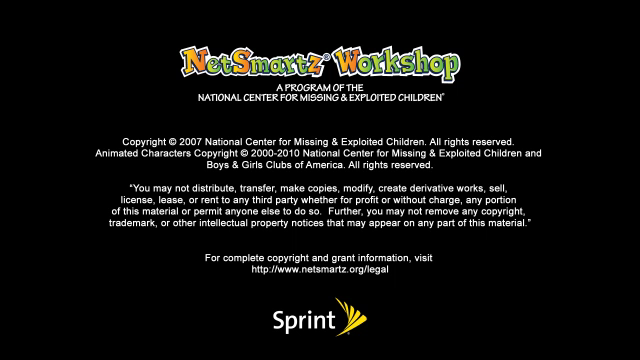 NetSmartz® Workshop
A PROGRAM OF THE
NATIONAL CENTER FOR MISSING & EXPLOITED CHILDREN®
Copyright © 2007 National Center for Missing & Exploited Children. All rights reserved.
Animated Characters Copyright © 2000-2010 National Center for Missing & Exploited Children and
Boys & Girls Clubs of America. All rights reserved.
“You may not distribute, transfer, make copies, modify, create derivative works, sell,
license, lease, or rent to any third party whether for profit or without charge, any portion
of this material or permit anyone else to do so. Further, you may not remove any copyright,
trademark, or other intellectual property notices that may appear on any part of this material.”
For complete copyright and grant information, visit
http://www.netsmartz.org/legal
Sprint